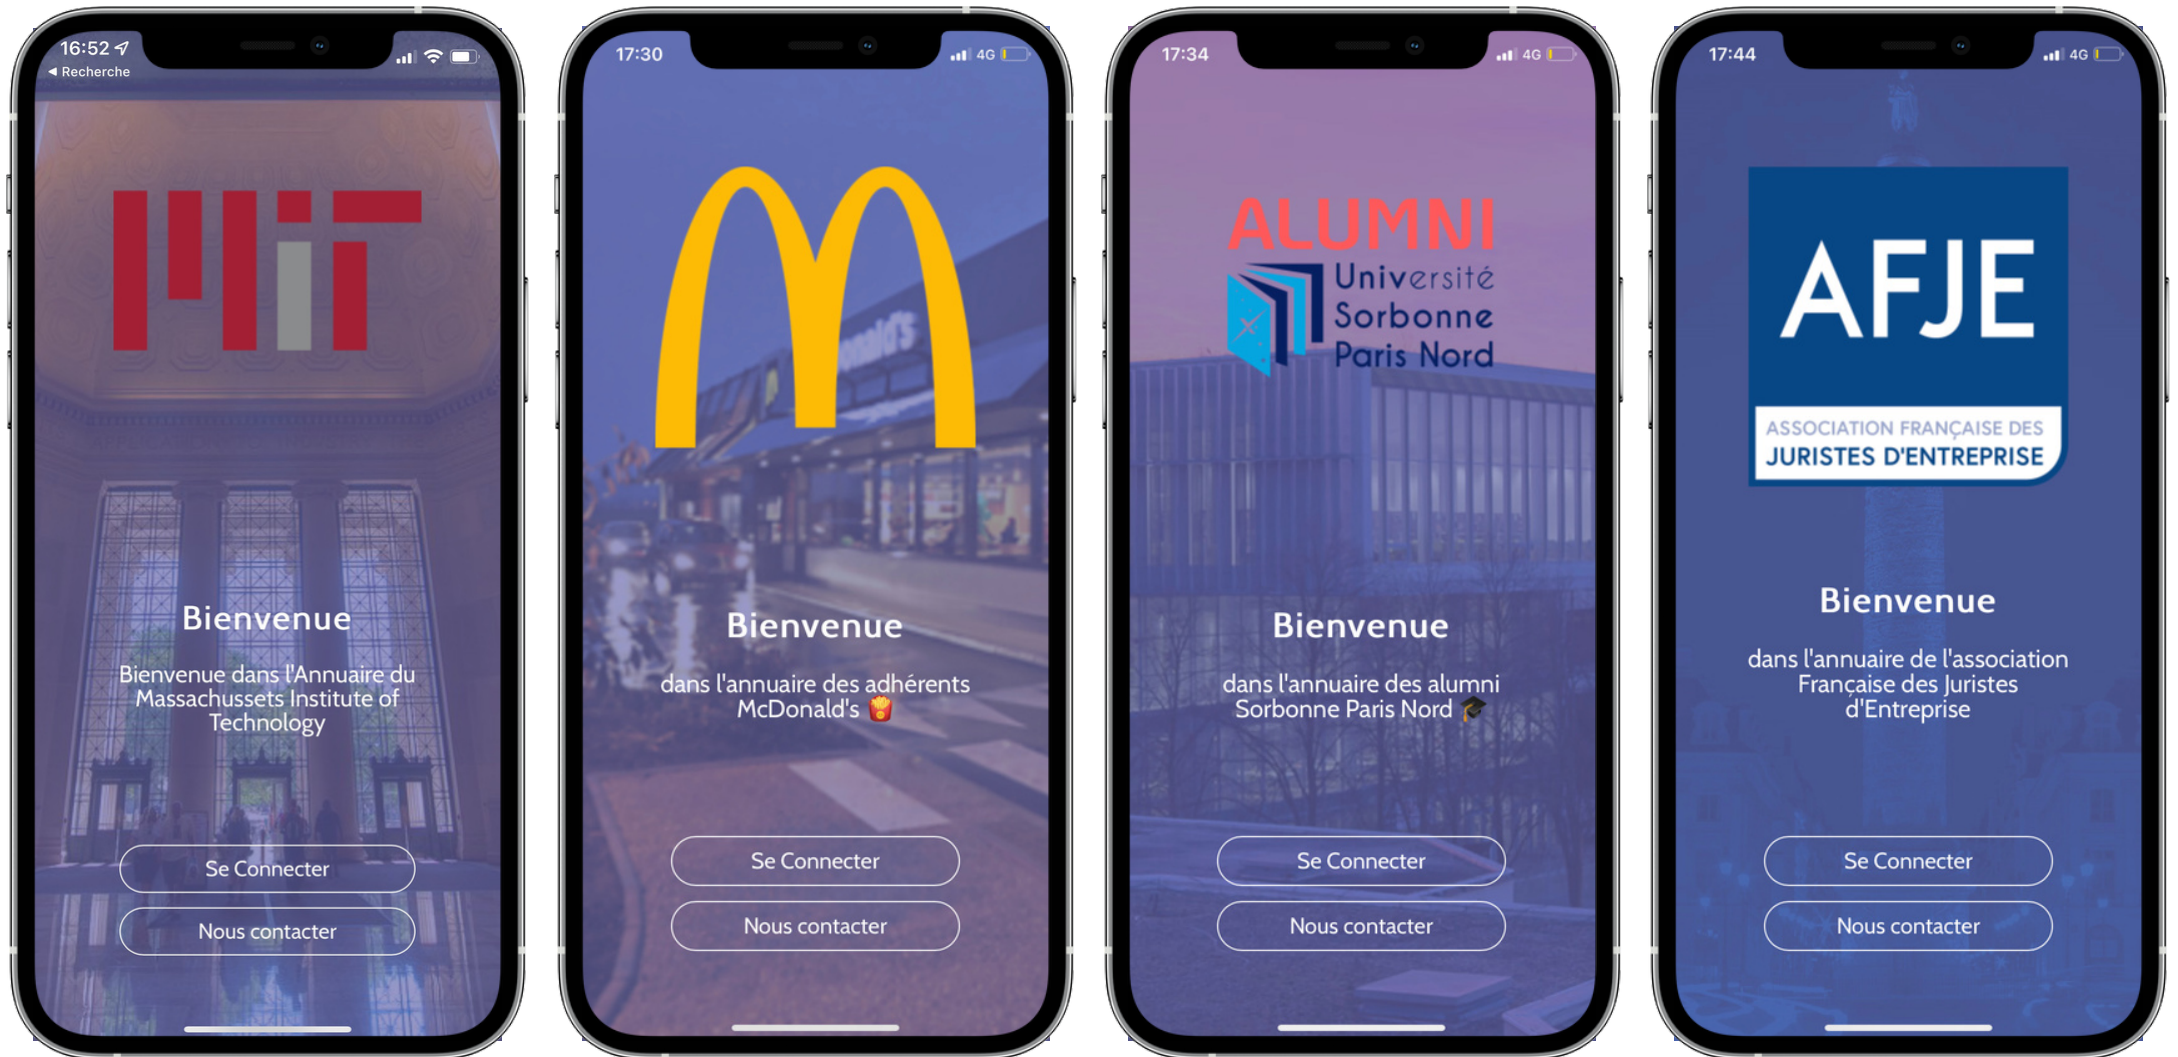 16:52
◀ Recherche
MIT
Bienvenue
Bienvenue dans l'Annuaire du
Massachussets Institute of
Technology
Se Connecter
Nous contacter
17:30
4G
M
Bienvenue
dans l'annuaire des adhérents
McDonald's 🍟
Se Connecter
Nous contacter
17:34
4G
ALUMNI
Université
Sorbonne
Paris Nord
Bienvenue
dans l'annuaire des alumni
Sorbonne Paris Nord 🎓
Se Connecter
Nous contacter
17:44
4G
AFJE
ASSOCIATION FRANÇAISE DES
JURISTES D'ENTREPRISE
Bienvenue
dans l'annuaire de l'association
Française des Juristes
d'Entreprise
Se Connecter
Nous contacter